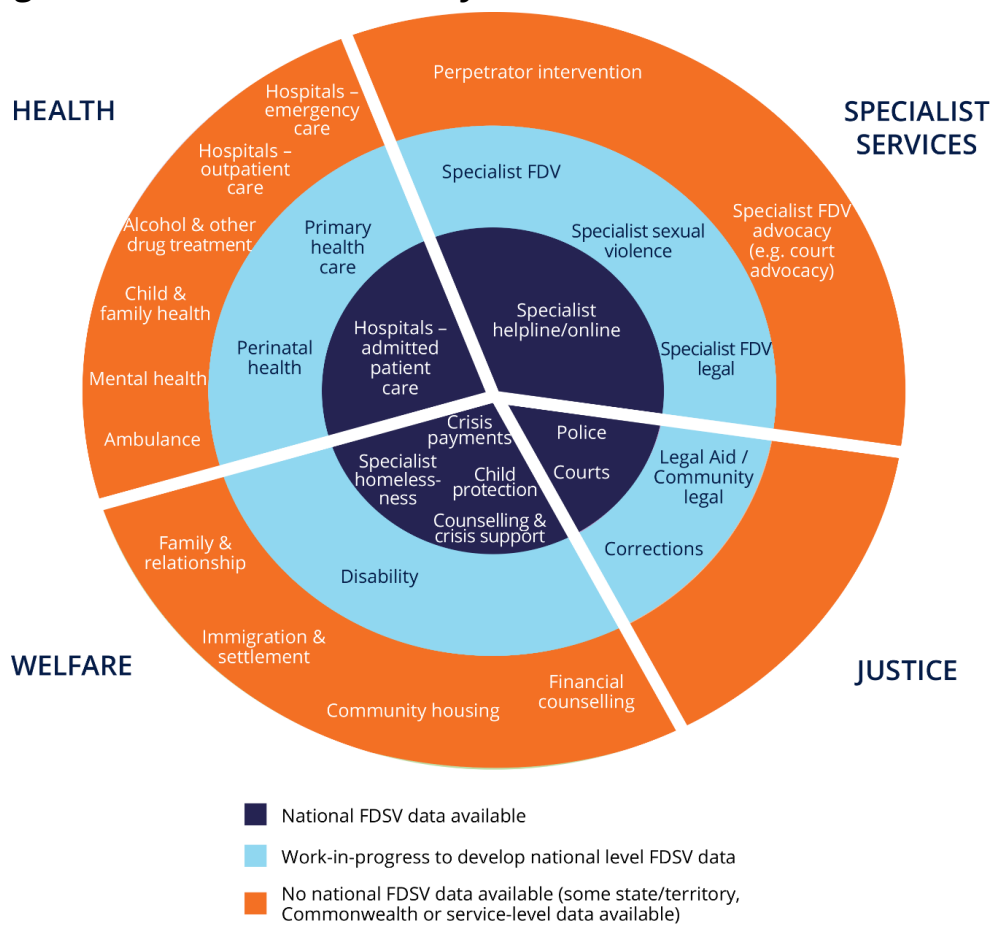 HEALTH
Hospitals –
emergency
care
Hospitals –
outpatient
care
Alcohol & other
drug treatment
Child &
family health
Mental health
Ambulance
Primary
health
care
Perinatal
health
Hospitals –
admitted
patient
care
SPECIALIST
SERVICES
Perpetrator intervention
Specialist FDV
advocacy
(e.g. court
advocacy)
Specialist FDV
Specialist sexual
violence
Specialist FDV
legal
Specialist
helpline/online
WELFARE
Crisis
payments
Specialist
homeless-
ness
Child
protection
Counselling &
crisis support
Disability
Family &
relationship
Immigration &
settlement
Community housing
Financial
counselling
JUSTICE
Police
Courts
Legal Aid /
Community
legal
Corrections
National FDSV data available
Work-in-progress to develop national level FDSV data
No national FDSV data available (some state/territory,
Commonwealth or service-level data available)